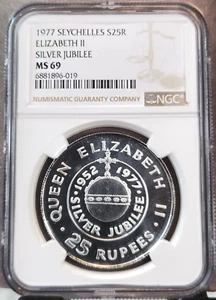 1977 SEYCHELLES S25R
ELIZABETH II
SILVER JUBILEE
MS 69
6881896-019
NGC
NUMISMATIC GUARANTY COMPANY
QUEEN ELIZABETH II
1952 1977
SILVER JUBILEE
25 RUPEES